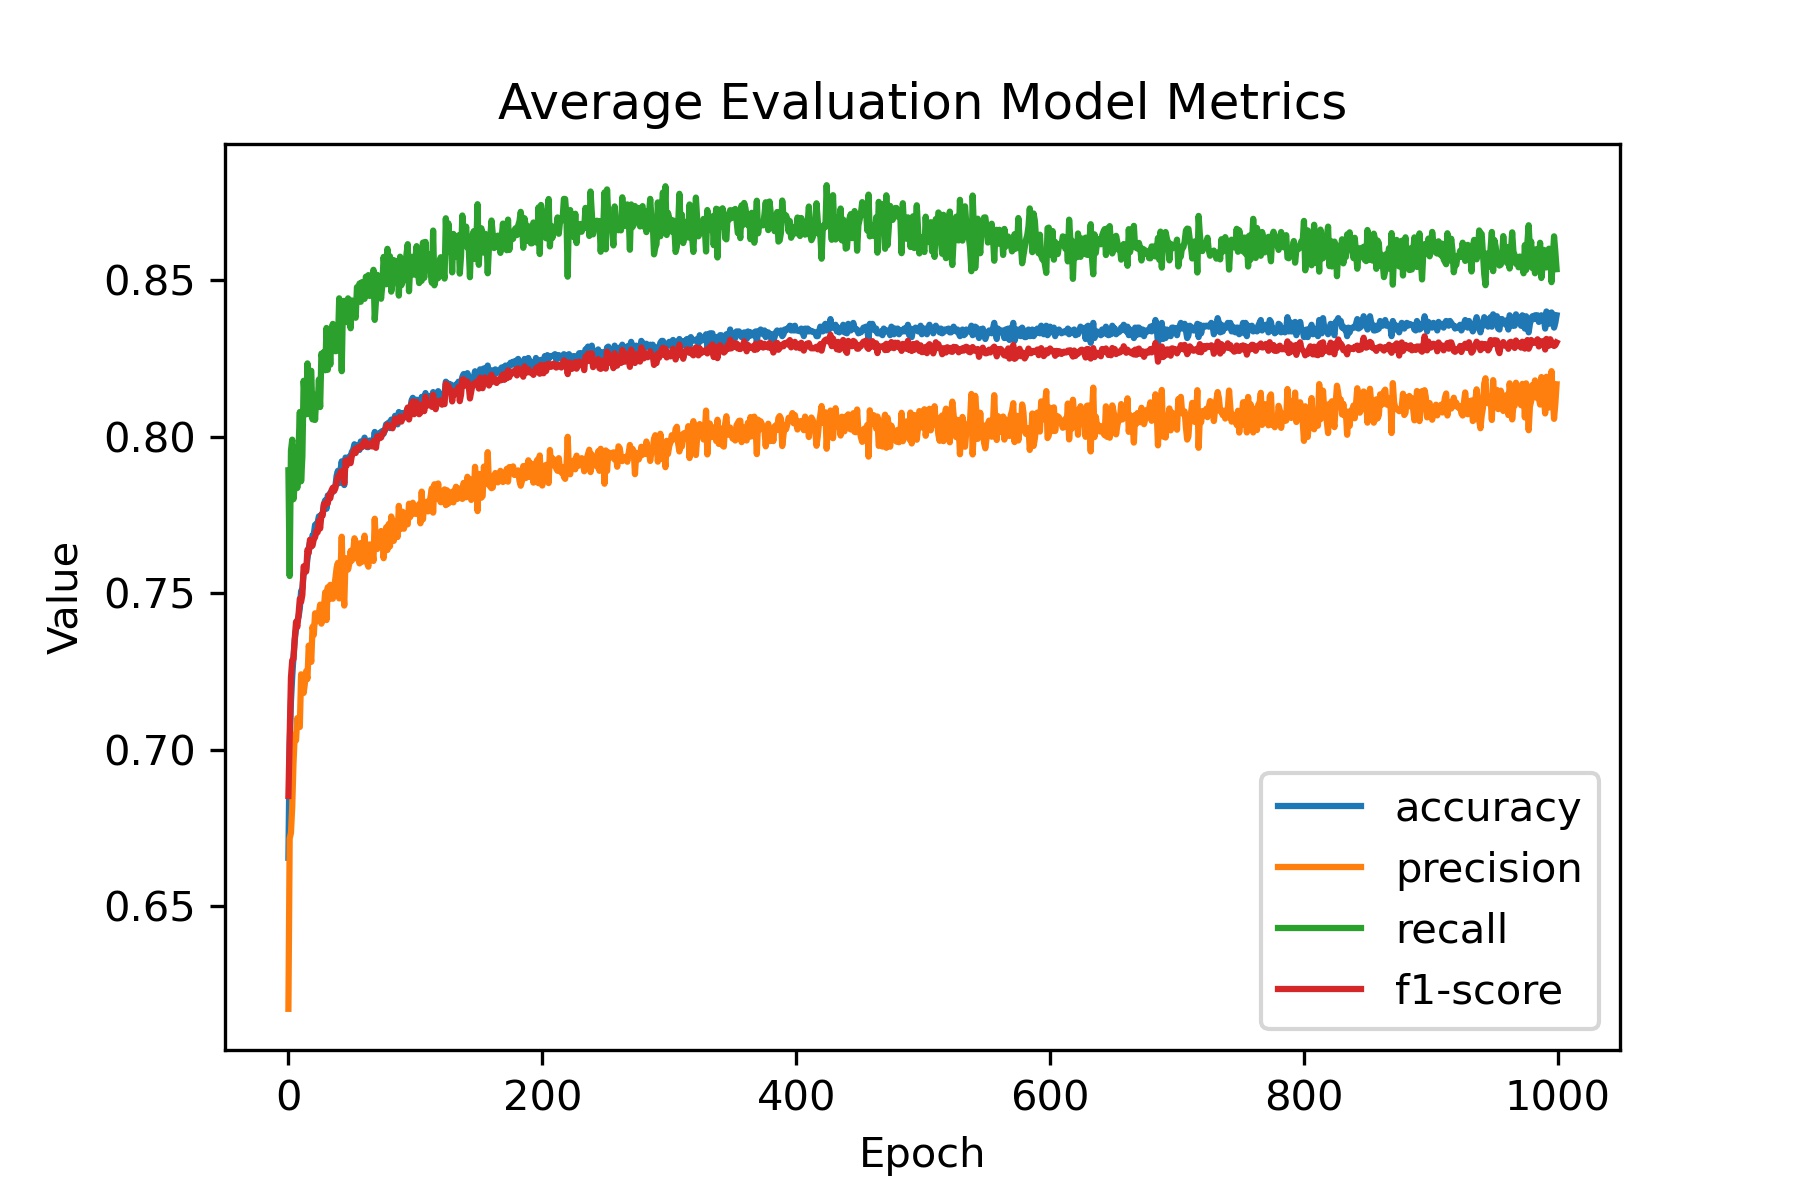 Average Evaluation Model Metrics
0.85
0.80
0.75
0.70
0.65
Value
accuracy
precision
recall
f1-score
0 200 400 600 800 1000
Epoch